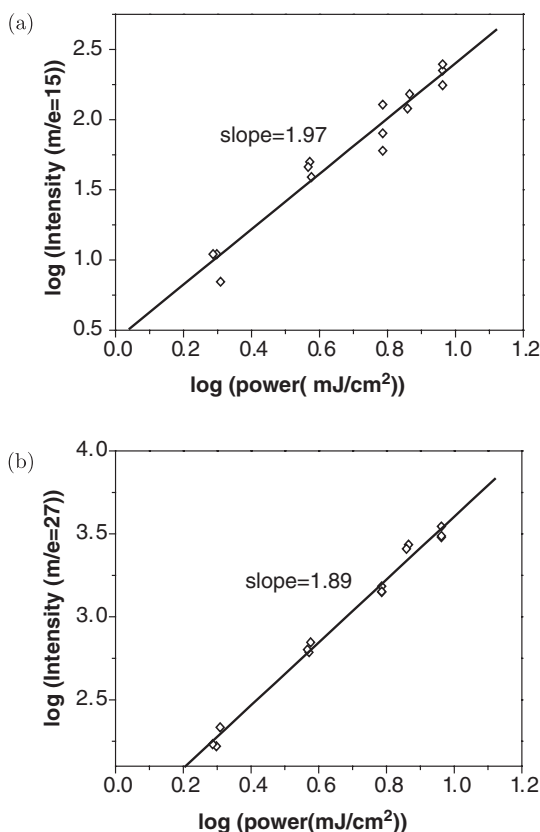 (a)
2.5
2.0
1.5
1.0
0.5
log (Intensity (m/e=15))
slope=1.97
0.0 0.2 0.4 0.6 0.8 1.0 1.2
log (power( mJ/cm²))
(b)
4.0
3.5
3.0
2.5
log (Intensity (m/e=27))
slope=1.89
0.0 0.2 0.4 0.6 0.8 1.0 1.2
log (power(mJ/cm²))